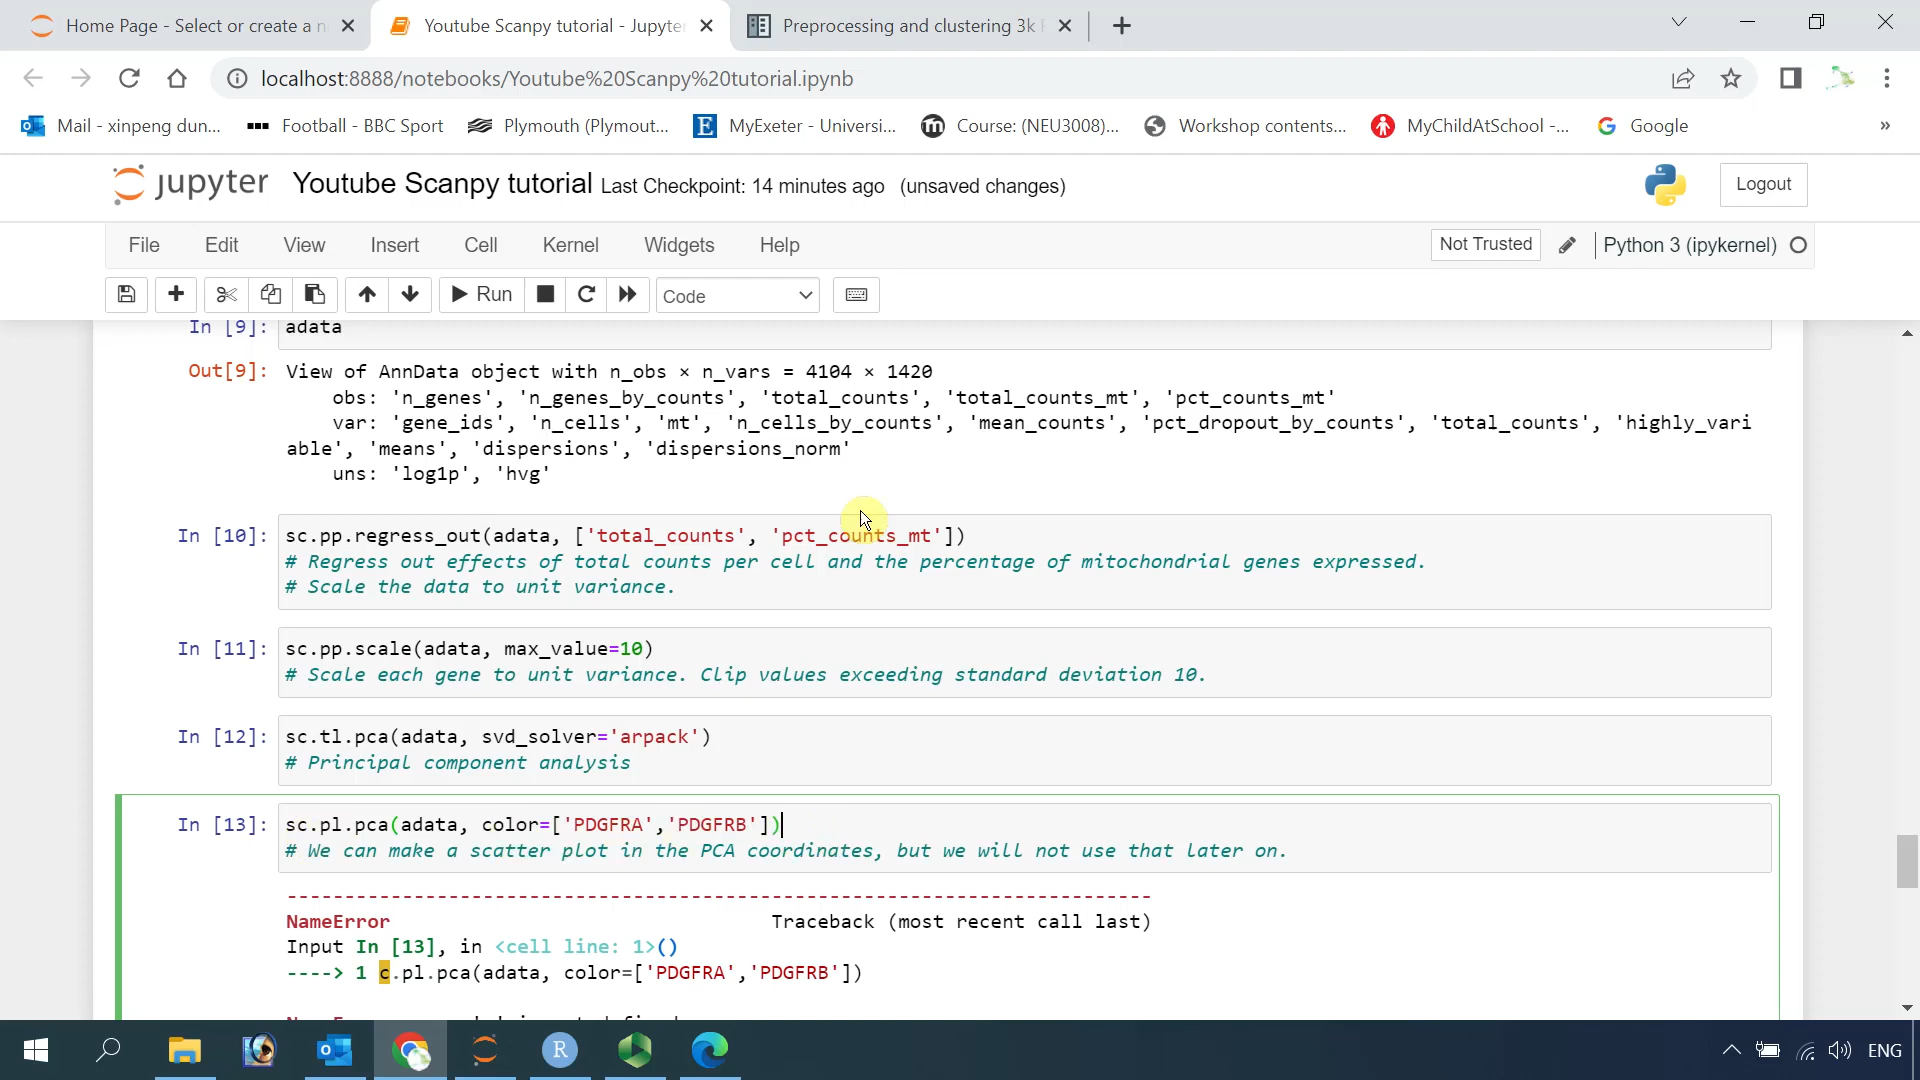 Home Page - Select or create a n
Youtube Scanpy tutorial - Jupyte
Preprocessing and clustering 3k
localhost:8888/notebooks/Youtube%20Scanpy%20tutorial.ipynb
Mail - xinpeng dun...
Football - BBC Sport
Plymouth (Plymout...
E
MyExeter - Universi...
m
Course: (NEU3008)...
Workshop contents...
MyChildAtSchool -...
Google
»
jupyter Youtube Scanpy tutorial Last Checkpoint: 14 minutes ago (unsaved changes)
Logout
File Edit View Insert Cell Kernel Widgets Help
Not Trusted
Python 3 (ipykernel)
Run
Code
In [9]: adata
Out[9]: View of AnnData object with n_obs × n_vars = 4104 × 1420
obs: 'n_genes', 'n_genes_by_counts', 'total_counts', 'total_counts_mt', 'pct_counts_mt'
var: 'gene_ids', 'n_cells', 'mt', 'n_cells_by_counts', 'mean_counts', 'pct_dropout_by_counts', 'total_counts', 'highly_vari
able', 'means', 'dispersions', 'dispersions_norm'
uns: 'log1p', 'hvg'
In [10]: sc.pp.regress_out(adata, ['total_counts', 'pct_counts_mt'])
# Regress out effects of total counts per cell and the percentage of mitochondrial genes expressed.
# Scale the data to unit variance.
In [11]: sc.pp.scale(adata, max_value=10)
# Scale each gene to unit variance. Clip values exceeding standard deviation 10.
In [12]: sc.tl.pca(adata, svd_solver='arpack')
# Principal component analysis
In [13]: sc.pl.pca(adata, color=['PDGFRA','PDGFRB'])
# We can make a scatter plot in the PCA coordinates, but we will not use that later on.
---------------------------------------------------------------------------
NameError Traceback (most recent call last)
Input In [13], in <cell line: 1>()
----> 1 c.pl.pca(adata, color=['PDGFRA','PDGFRB'])
R
ENG